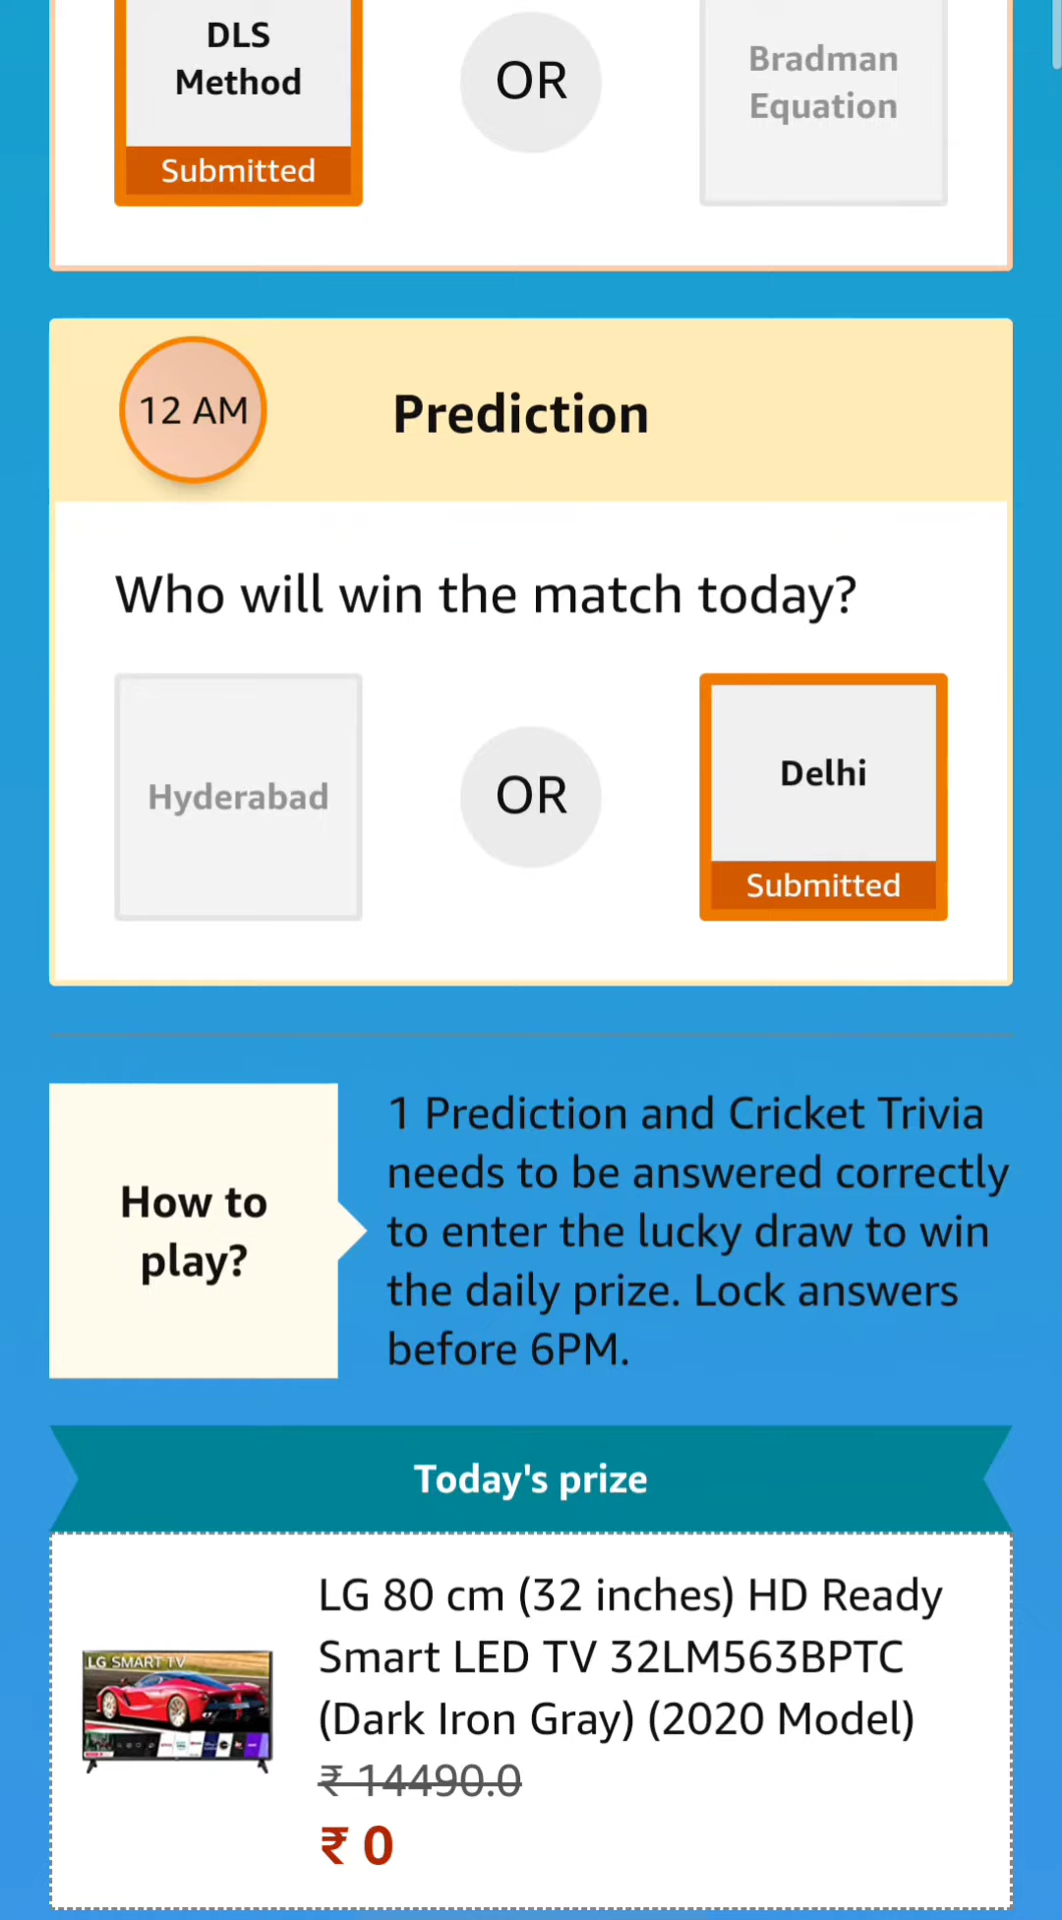 DLS
Method
Submitted
OR
Bradman
Equation
12 AM
Prediction
Who will win the match today?
Hyderabad
OR
Delhi
Submitted
How to
play?
1 Prediction and Cricket Trivia
needs to be answered correctly
to enter the lucky draw to win
the daily prize. Lock answers
before 6PM.
Today's prize
LG SMART TV
LG 80 cm (32 inches) HD Ready
Smart LED TV 32LM563BPTC
(Dark Iron Gray) (2020 Model)
₹ 14490.0
₹ 0